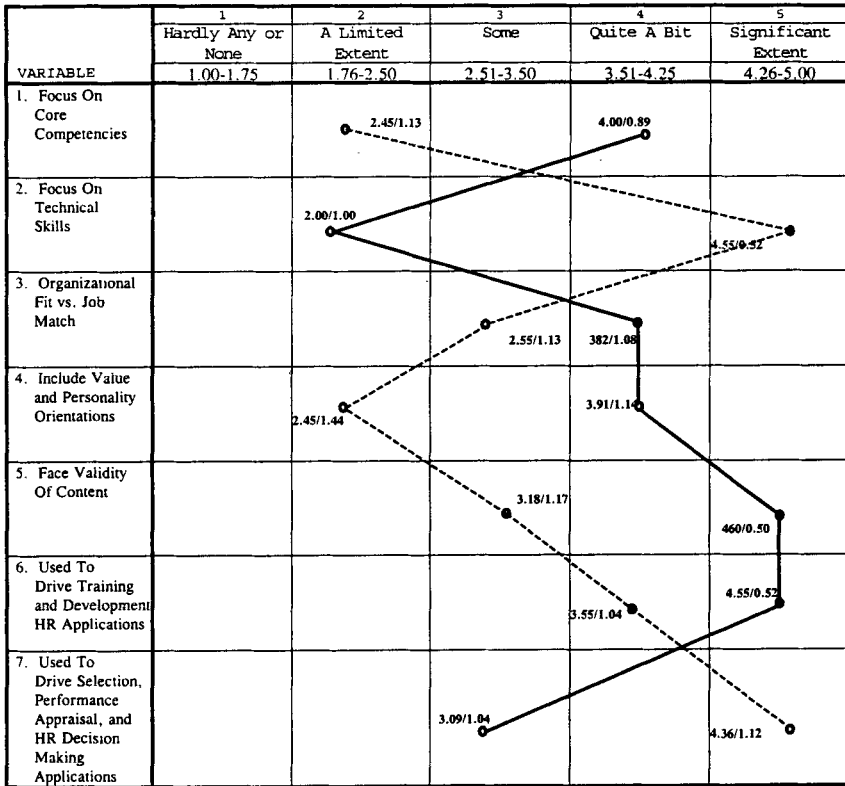 1 2 3 4 5
Hardly Any or None A Limited Extent Some Quite A Bit Significant Extent
VARIABLE 1.00-1.75 1.76-2.50 2.51-3.50 3.51-4.25 4.26-5.00
1. Focus On
Core
Competencies
2.45/1.13 4.00/0.89
2. Focus On
Technical
Skills
2.00/1.00 4.55/0.52
3. Organizational
Fit vs. Job
Match
2.55/1.13 382/1.08
4. Include Value
and Personality
Orientations
2.45/1.44 3.91/1.14
5. Face Validity
Of Content
3.18/1.17 460/0.50
6. Used To
Drive Training
and Development
HR Applications
3.55/1.04 4.55/0.52
7. Used To
Drive Selection,
Performance
Appraisal, and
HR Decision
Making
Applications
3.09/1.04 4.36/1.12